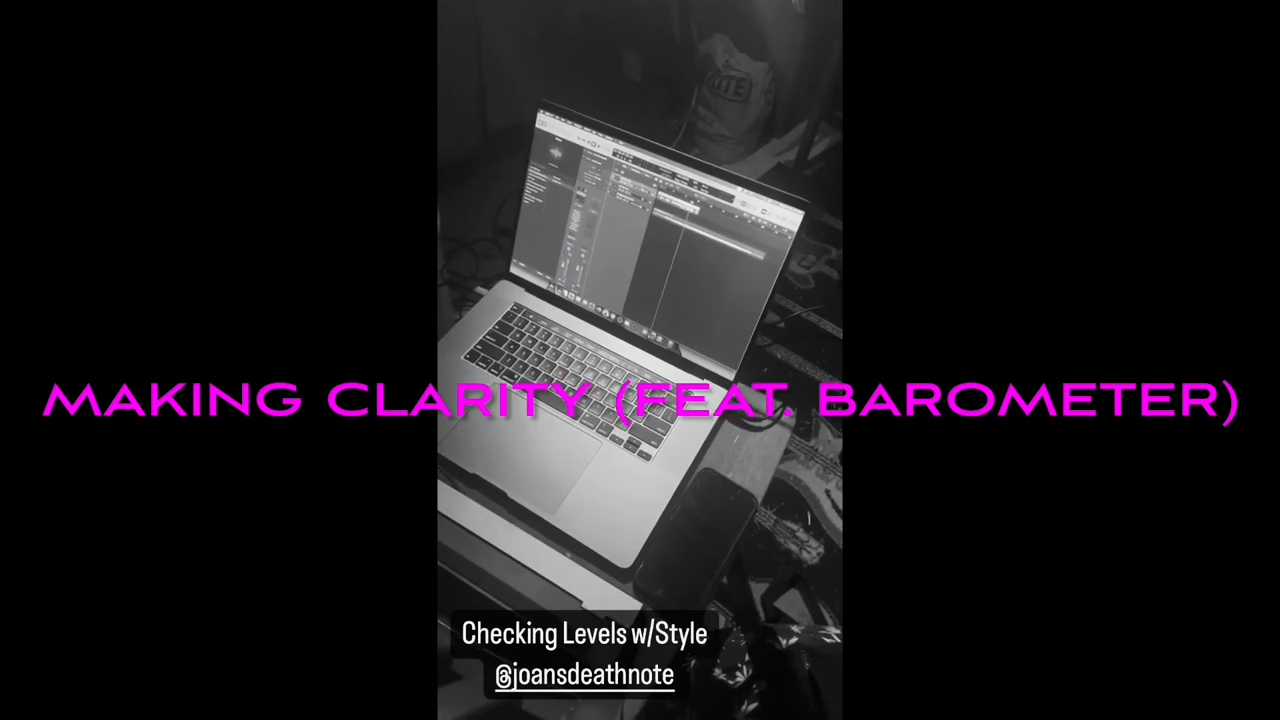 MAKING CLARITY (FEAT. BAROMETER)
Checking Levels w/Style
@joansdeathnote